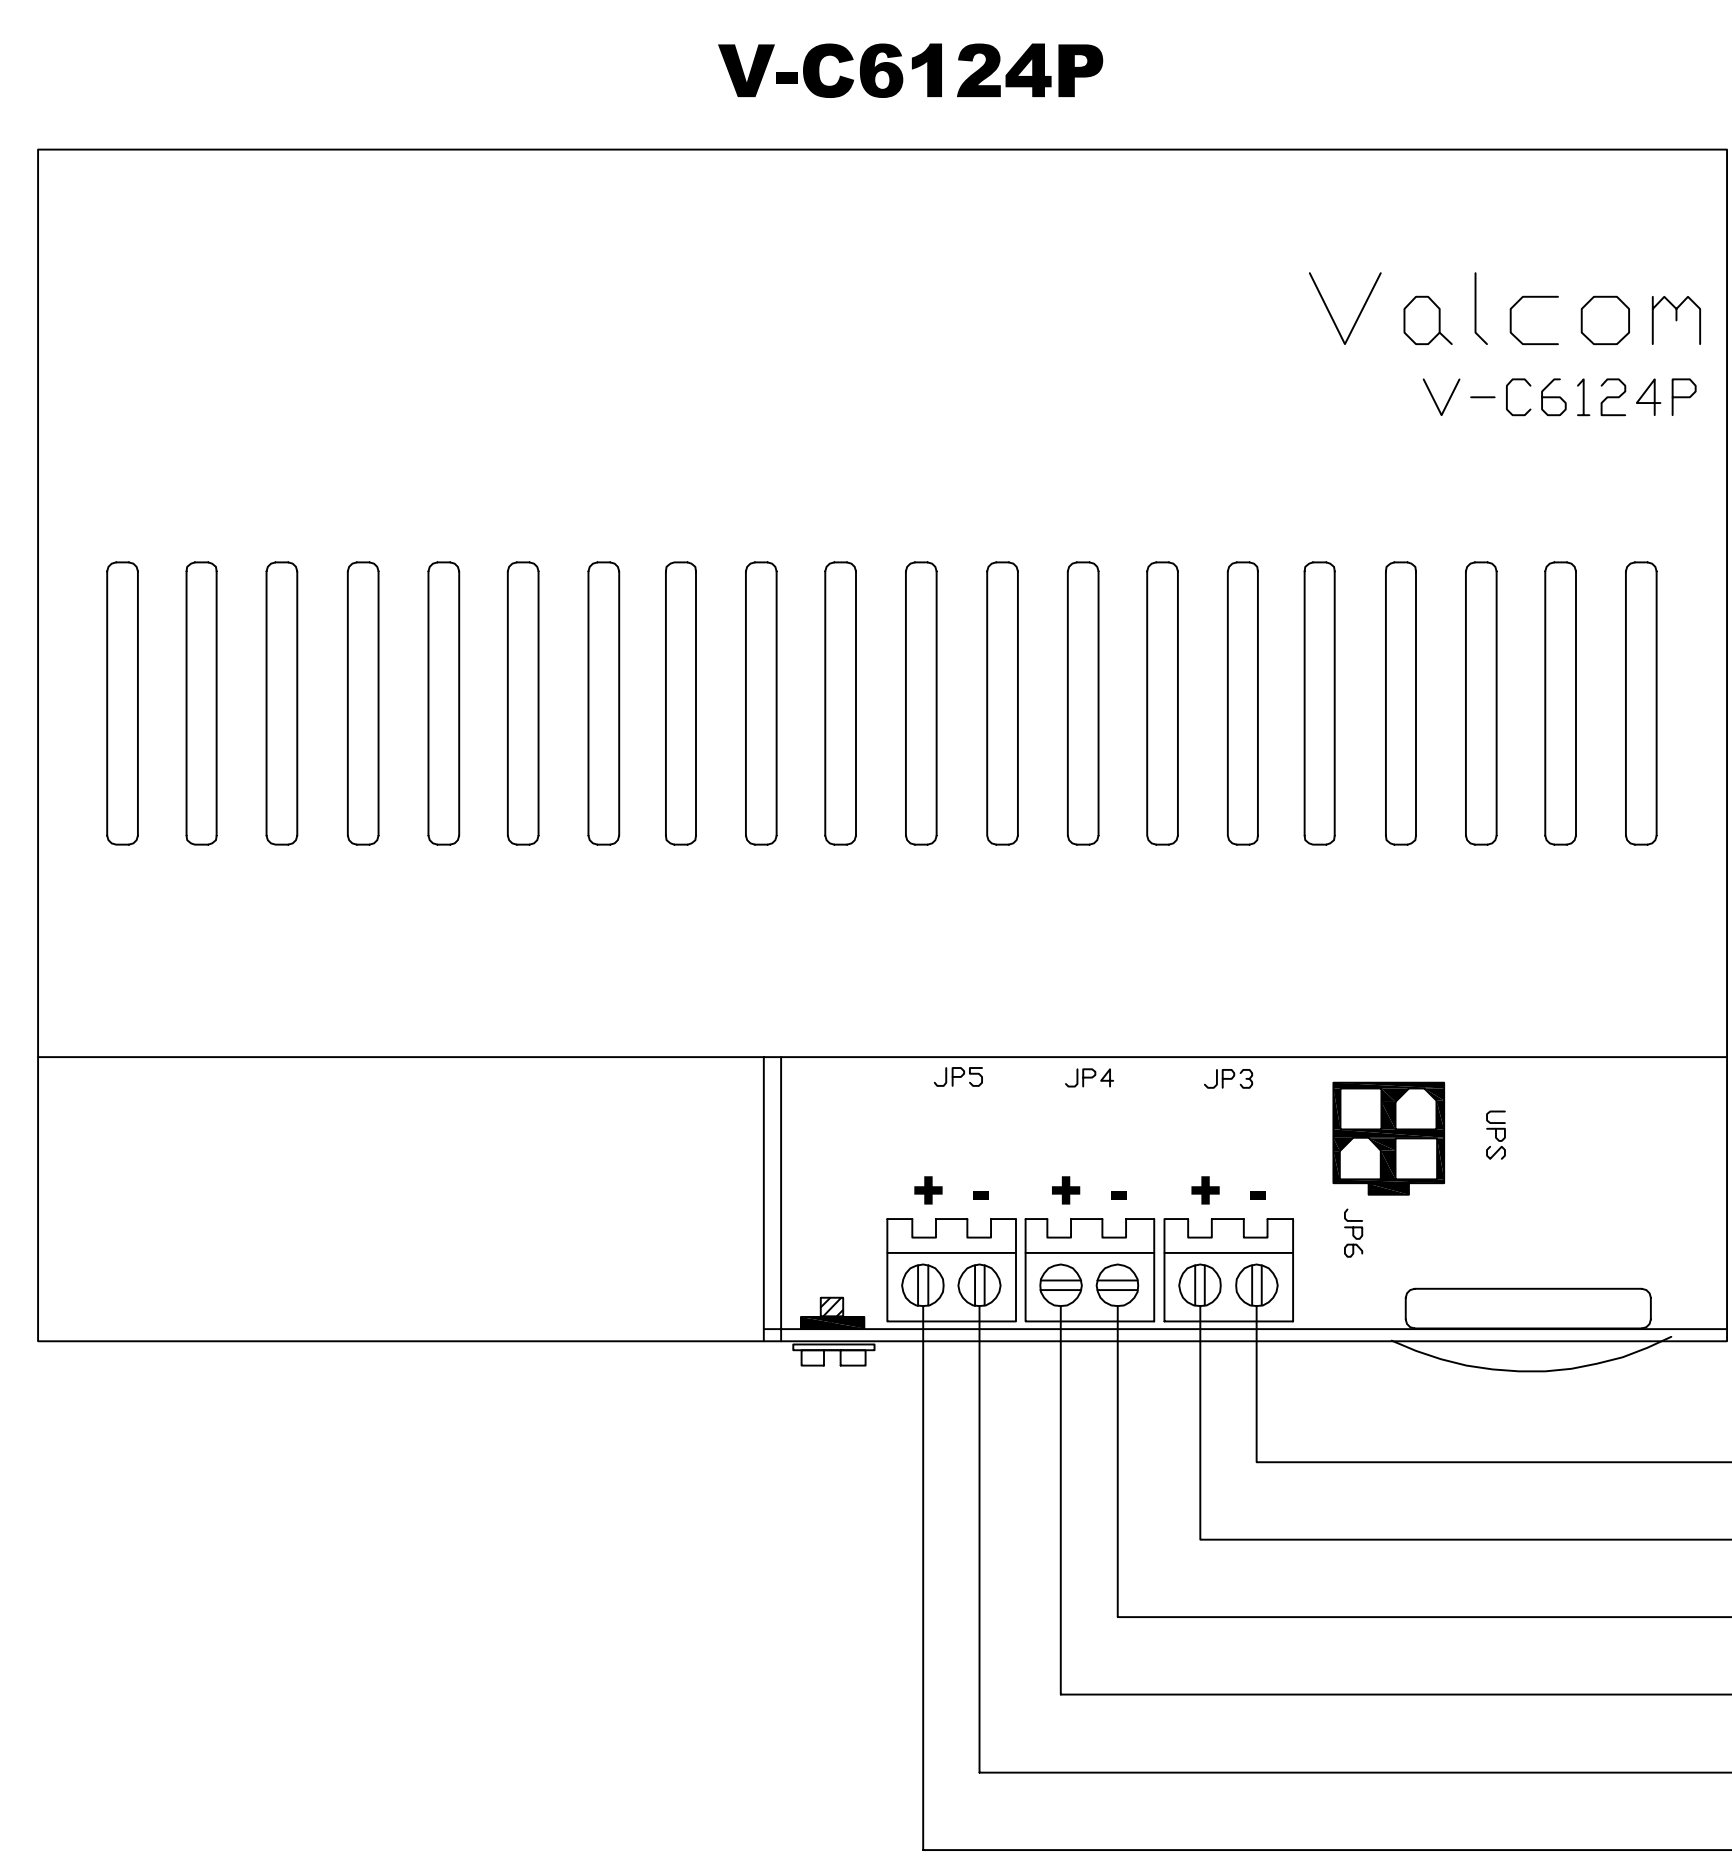 V-C6124P
Valcom
V-C6124P
JP5 JP4 JP3
UPS
+ - + - + -
JP6